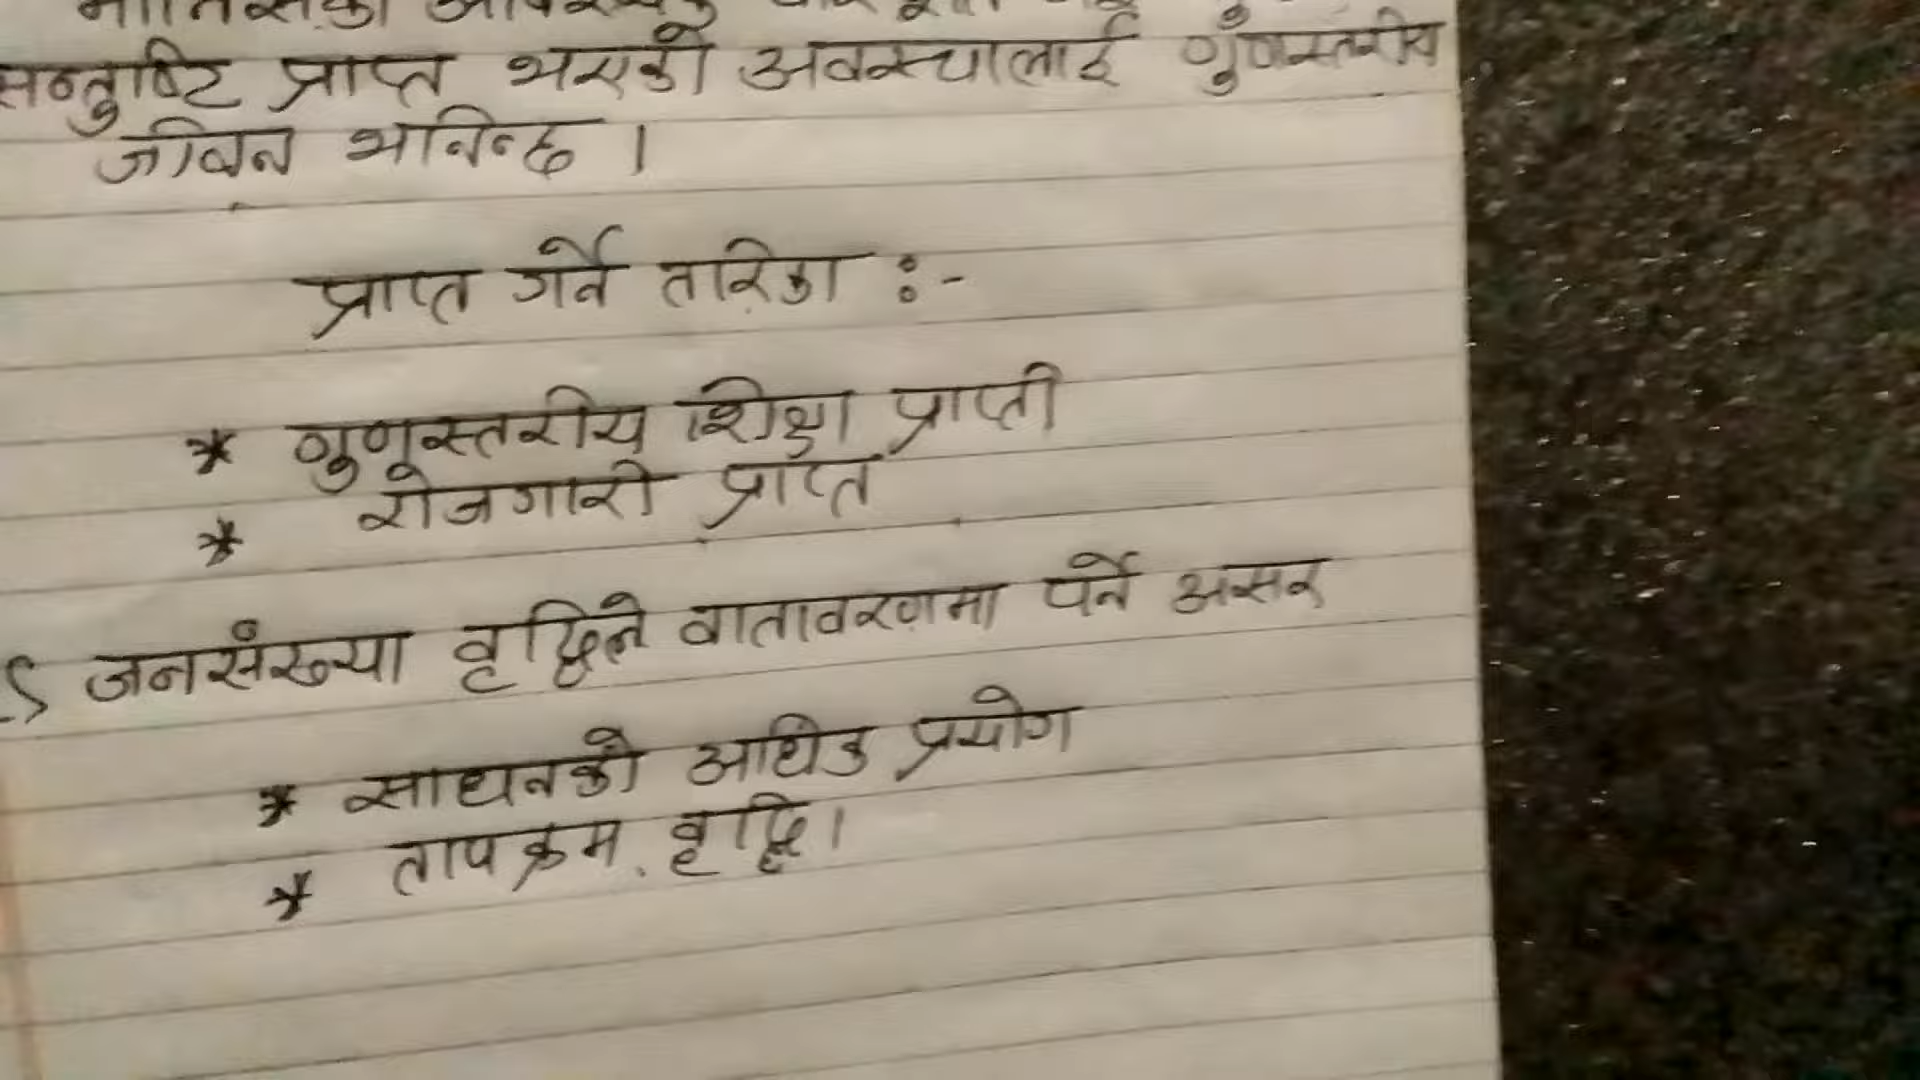 सन्तुष्टि प्राप्त भएको अवस्थालाई गुणस्तरीय
जीवन भनिन्छ ।
प्राप्त गर्ने तारिका :-
* गुणस्तरीय शिक्षा प्राप्ती
* रोजगारी प्राप्त
जनसंख्या वृद्धिले वातावरणमा पर्ने असर
* साधनको अधिक प्रयोग
* तापक्रम वृद्धि।